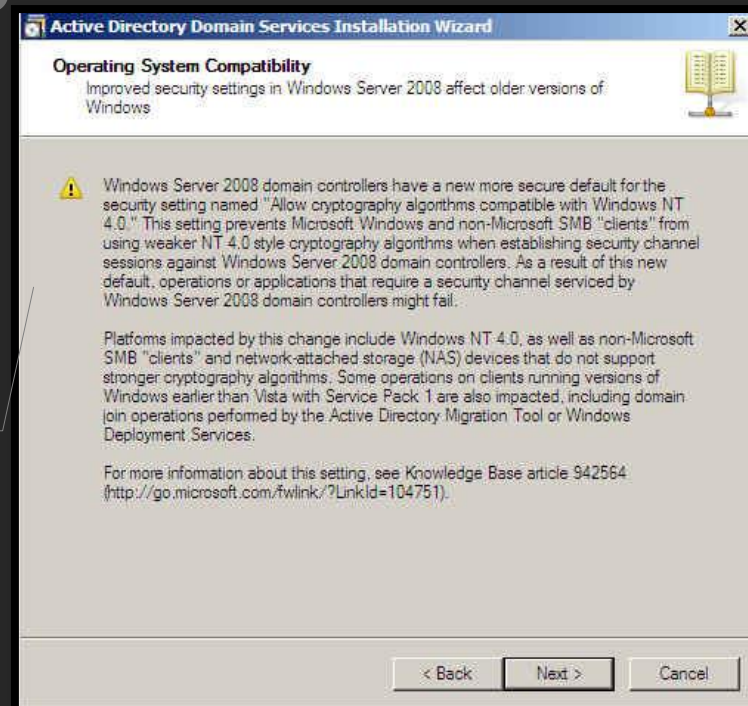 Active Directory Domain Services Installation Wizard
Operating System Compatibility
Improved security settings in Windows Server 2008 affect older versions of
Windows
Windows Server 2008 domain controllers have a new more secure default for the
security setting named "Allow cryptography algorithms compatible with Windows NT
4.0." This setting prevents Microsoft Windows and non-Microsoft SMB "clients" from
using weaker NT 4.0 style cryptography algorithms when establishing security channel
sessions against Windows Server 2008 domain controllers. As a result of this new
default, operations or applications that require a security channel serviced by
Windows Server 2008 domain controllers might fail.
Platforms impacted by this change include Windows NT 4.0, as well as non-Microsoft
SMB "clients" and network-attached storage (NAS) devices that do not support
stronger cryptography algorithms. Some operations on clients running versions of
Windows earlier than Vista with Service Pack 1 are also impacted, including domain
join operations performed by the Active Directory Migration Tool or Windows
Deployment Services.
For more information about this setting, see Knowledge Base article 942564
(http://go.microsoft.com/fwlink/?LinkId=104751).
< Back Next > Cancel